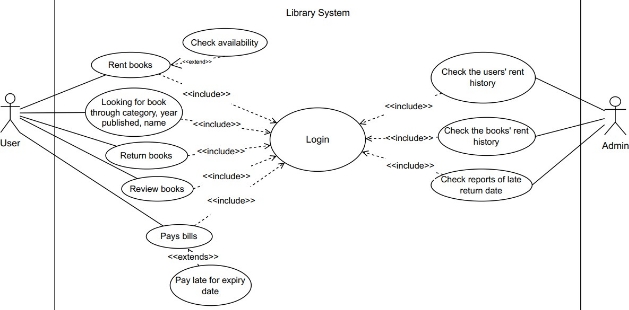 Library System
Check availability
<<extend>>
Rent books
<<include>>
Check the users' rent
history
Looking for book
through category, year
published, name
<<include>>
<<include>>
Login
User
Admin
<<include>>
Check the books' rent
history
Return books
<<include>>
<<include>>
Review books
<<include>>
Check reports of late
return date
<<include>>
Pays bills
<<extends>>
Pay late for expiry
date